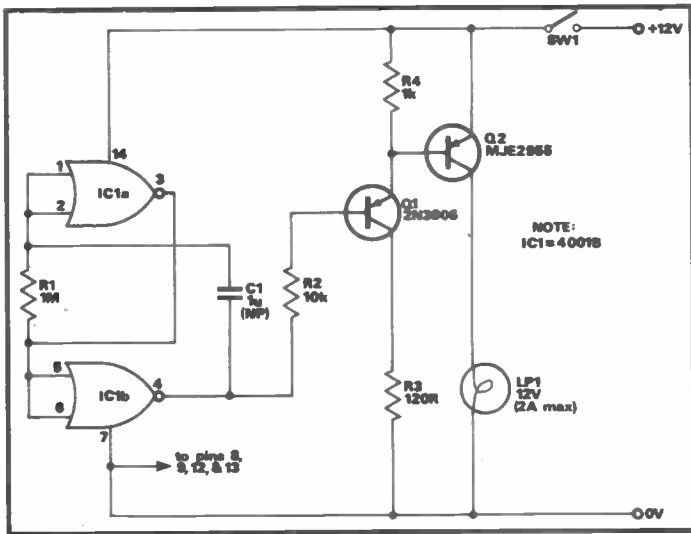 SW1
+12V
R4
1k
Q2
MJE2955
14
1
3
IC1a
2
Q1
2N3906
NOTE:
IC1 = 4001B
R1
1M
C1
1u
(NP)
R2
10k
5
4
IC1b
6
7
R3
120R
LP1
12V
(2A max)
to pins 8,
9, 12, & 13
0V